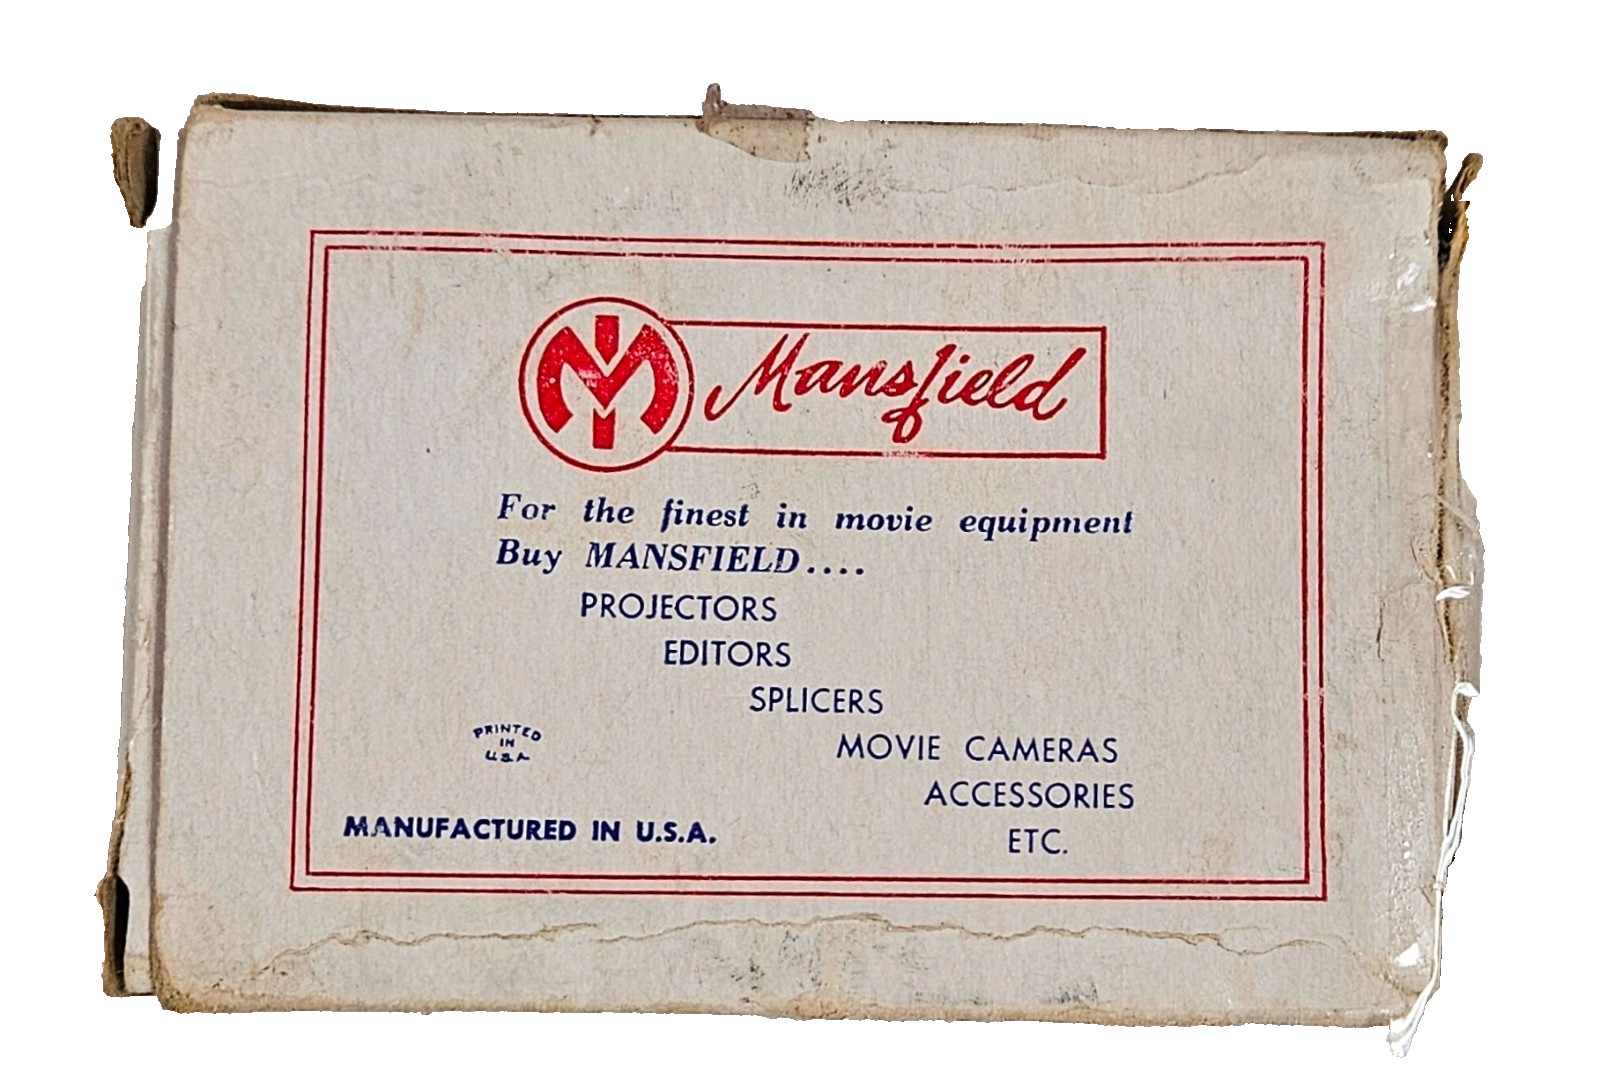 M
Mansfield
For the finest in movie equipment
Buy MANSFIELD....
PROJECTORS
EDITORS
SPLICERS
MOVIE CAMERAS
ACCESSORIES
ETC.
PRINTED
IN
U.S.A
MANUFACTURED IN U.S.A.